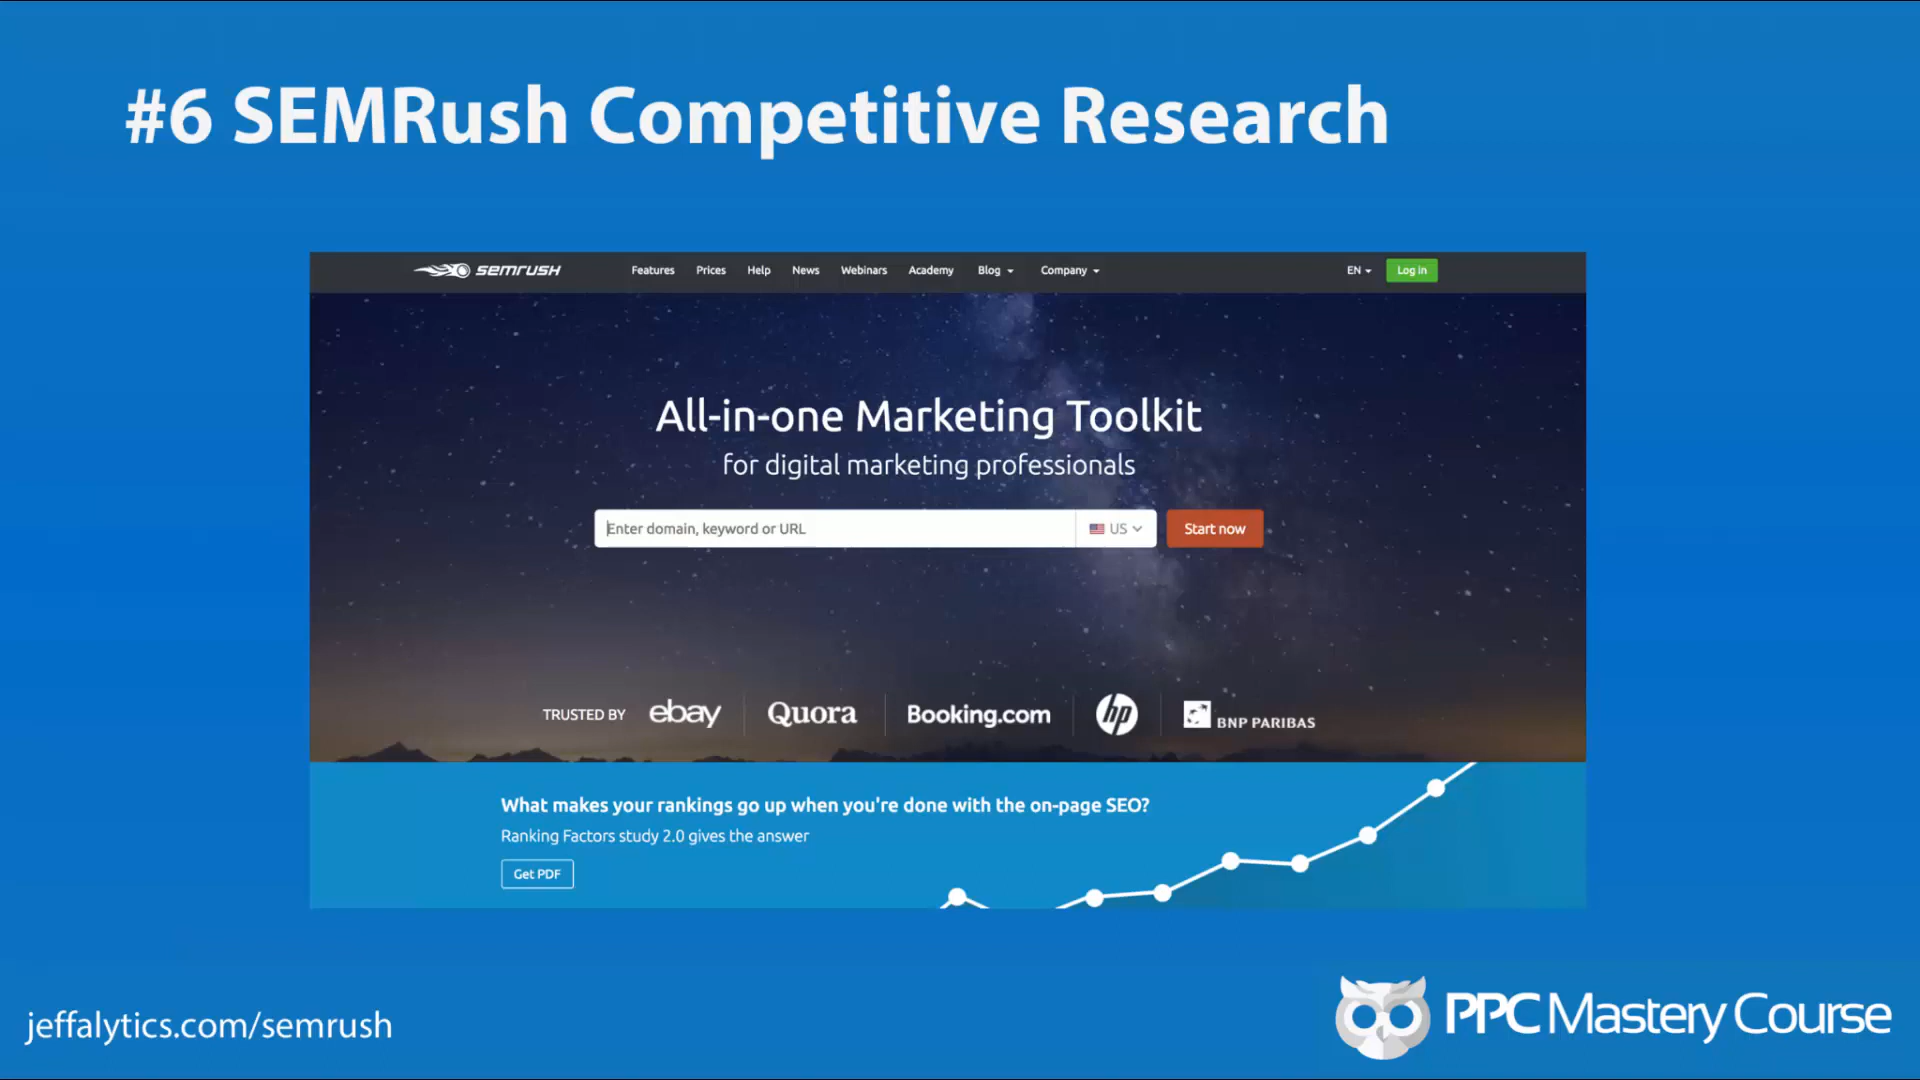 #6 SEMRush Competitive Research
semrush Features Prices Help News Webinars Academy Blog Company EN Log in
All-in-one Marketing Toolkit
for digital marketing professionals
Enter domain, keyword or URL US Start now
TRUSTED BY ebay Quora Booking.com hp BNP PARIBAS
What makes your rankings go up when you're done with the on-page SEO?
Ranking Factors study 2.0 gives the answer
Get PDF
jeffalytics.com/semrush
PPC Mastery Course